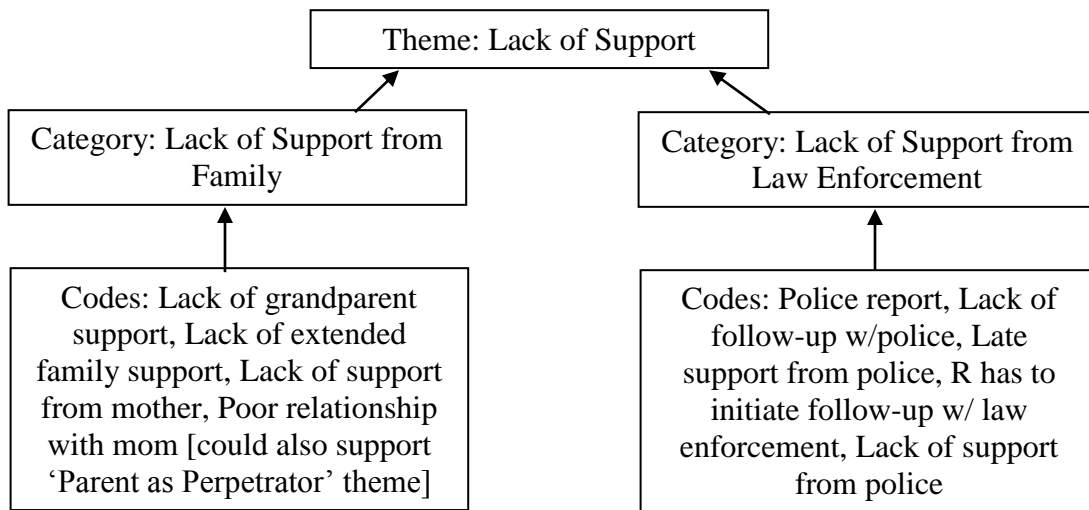 Theme: Lack of Support
Category: Lack of Support from
Family
Category: Lack of Support from
Law Enforcement
Codes: Lack of grandparent
support, Lack of extended
family support, Lack of support
from mother, Poor relationship
with mom [could also support
‘Parent as Perpetrator’ theme]
Codes: Police report, Lack of
follow-up w/police, Late
support from police, R has to
initiate follow-up w/ law
enforcement, Lack of support
from police